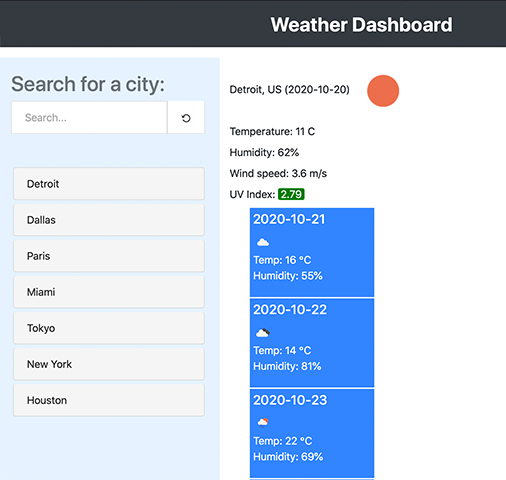 Weather Dashboard
Search for a city:
Search...
Detroit
Dallas
Paris
Miami
Tokyo
New York
Houston
Detroit, US (2020-10-20)
Temperature: 11 C
Humidity: 62%
Wind speed: 3.6 m/s
UV Index: 2.79
2020-10-21
Temp: 16 °C
Humidity: 55%
2020-10-22
Temp: 14 °C
Humidity: 81%
2020-10-23
Temp: 22 °C
Humidity: 69%